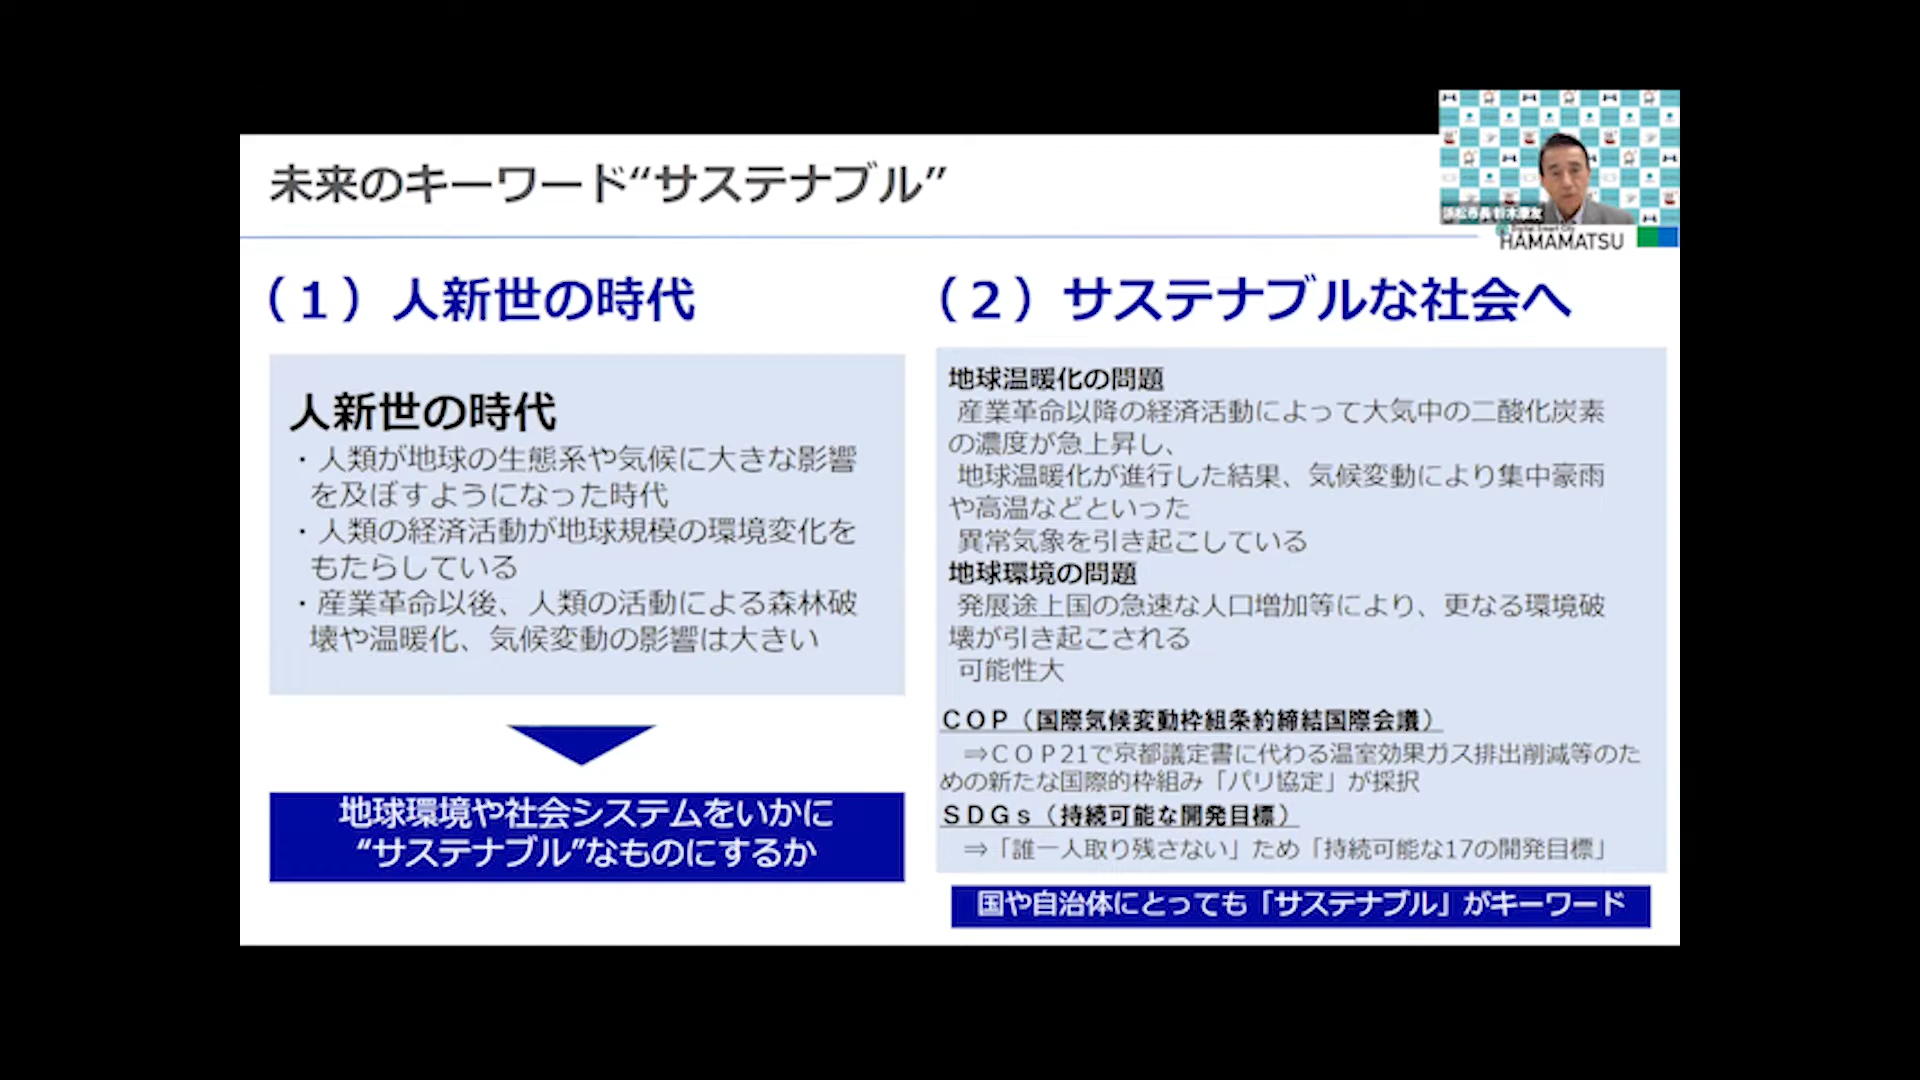 未来のキーワード“サステナブル”
浜松市長 鈴木康友
Digital Smart City
HAMAMATSU
（１）人新世の時代
人新世の時代
・人類が地球の生態系や気候に大きな影響
を及ぼすようになった時代
・人類の経済活動が地球規模の環境変化を
もたらしている
・産業革命以後、人類の活動による森林破
壊や温暖化、気候変動の影響は大きい
地球環境や社会システムをいかに
“サステナブル”なものにするか
（２）サステナブルな社会へ
地球温暖化の問題
産業革命以降の経済活動によって大気中の二酸化炭素
の濃度が急上昇し、
地球温暖化が進行した結果、気候変動により集中豪雨
や高温などといった
異常気象を引き起こしている
地球環境の問題
発展途上国の急速な人口増加等により、更なる環境破
壊が引き起こされる
可能性大
ＣＯＰ（国際気候変動枠組条約締結国際会議）
⇒ＣＯＰ21で京都議定書に代わる温室効果ガス排出削減等のた
めの新たな国際的枠組み「パリ協定」が採択
ＳＤＧｓ（持続可能な開発目標）
⇒「誰一人取り残さない」ため「持続可能な17の開発目標」
国や自治体にとっても「サステナブル」がキーワード